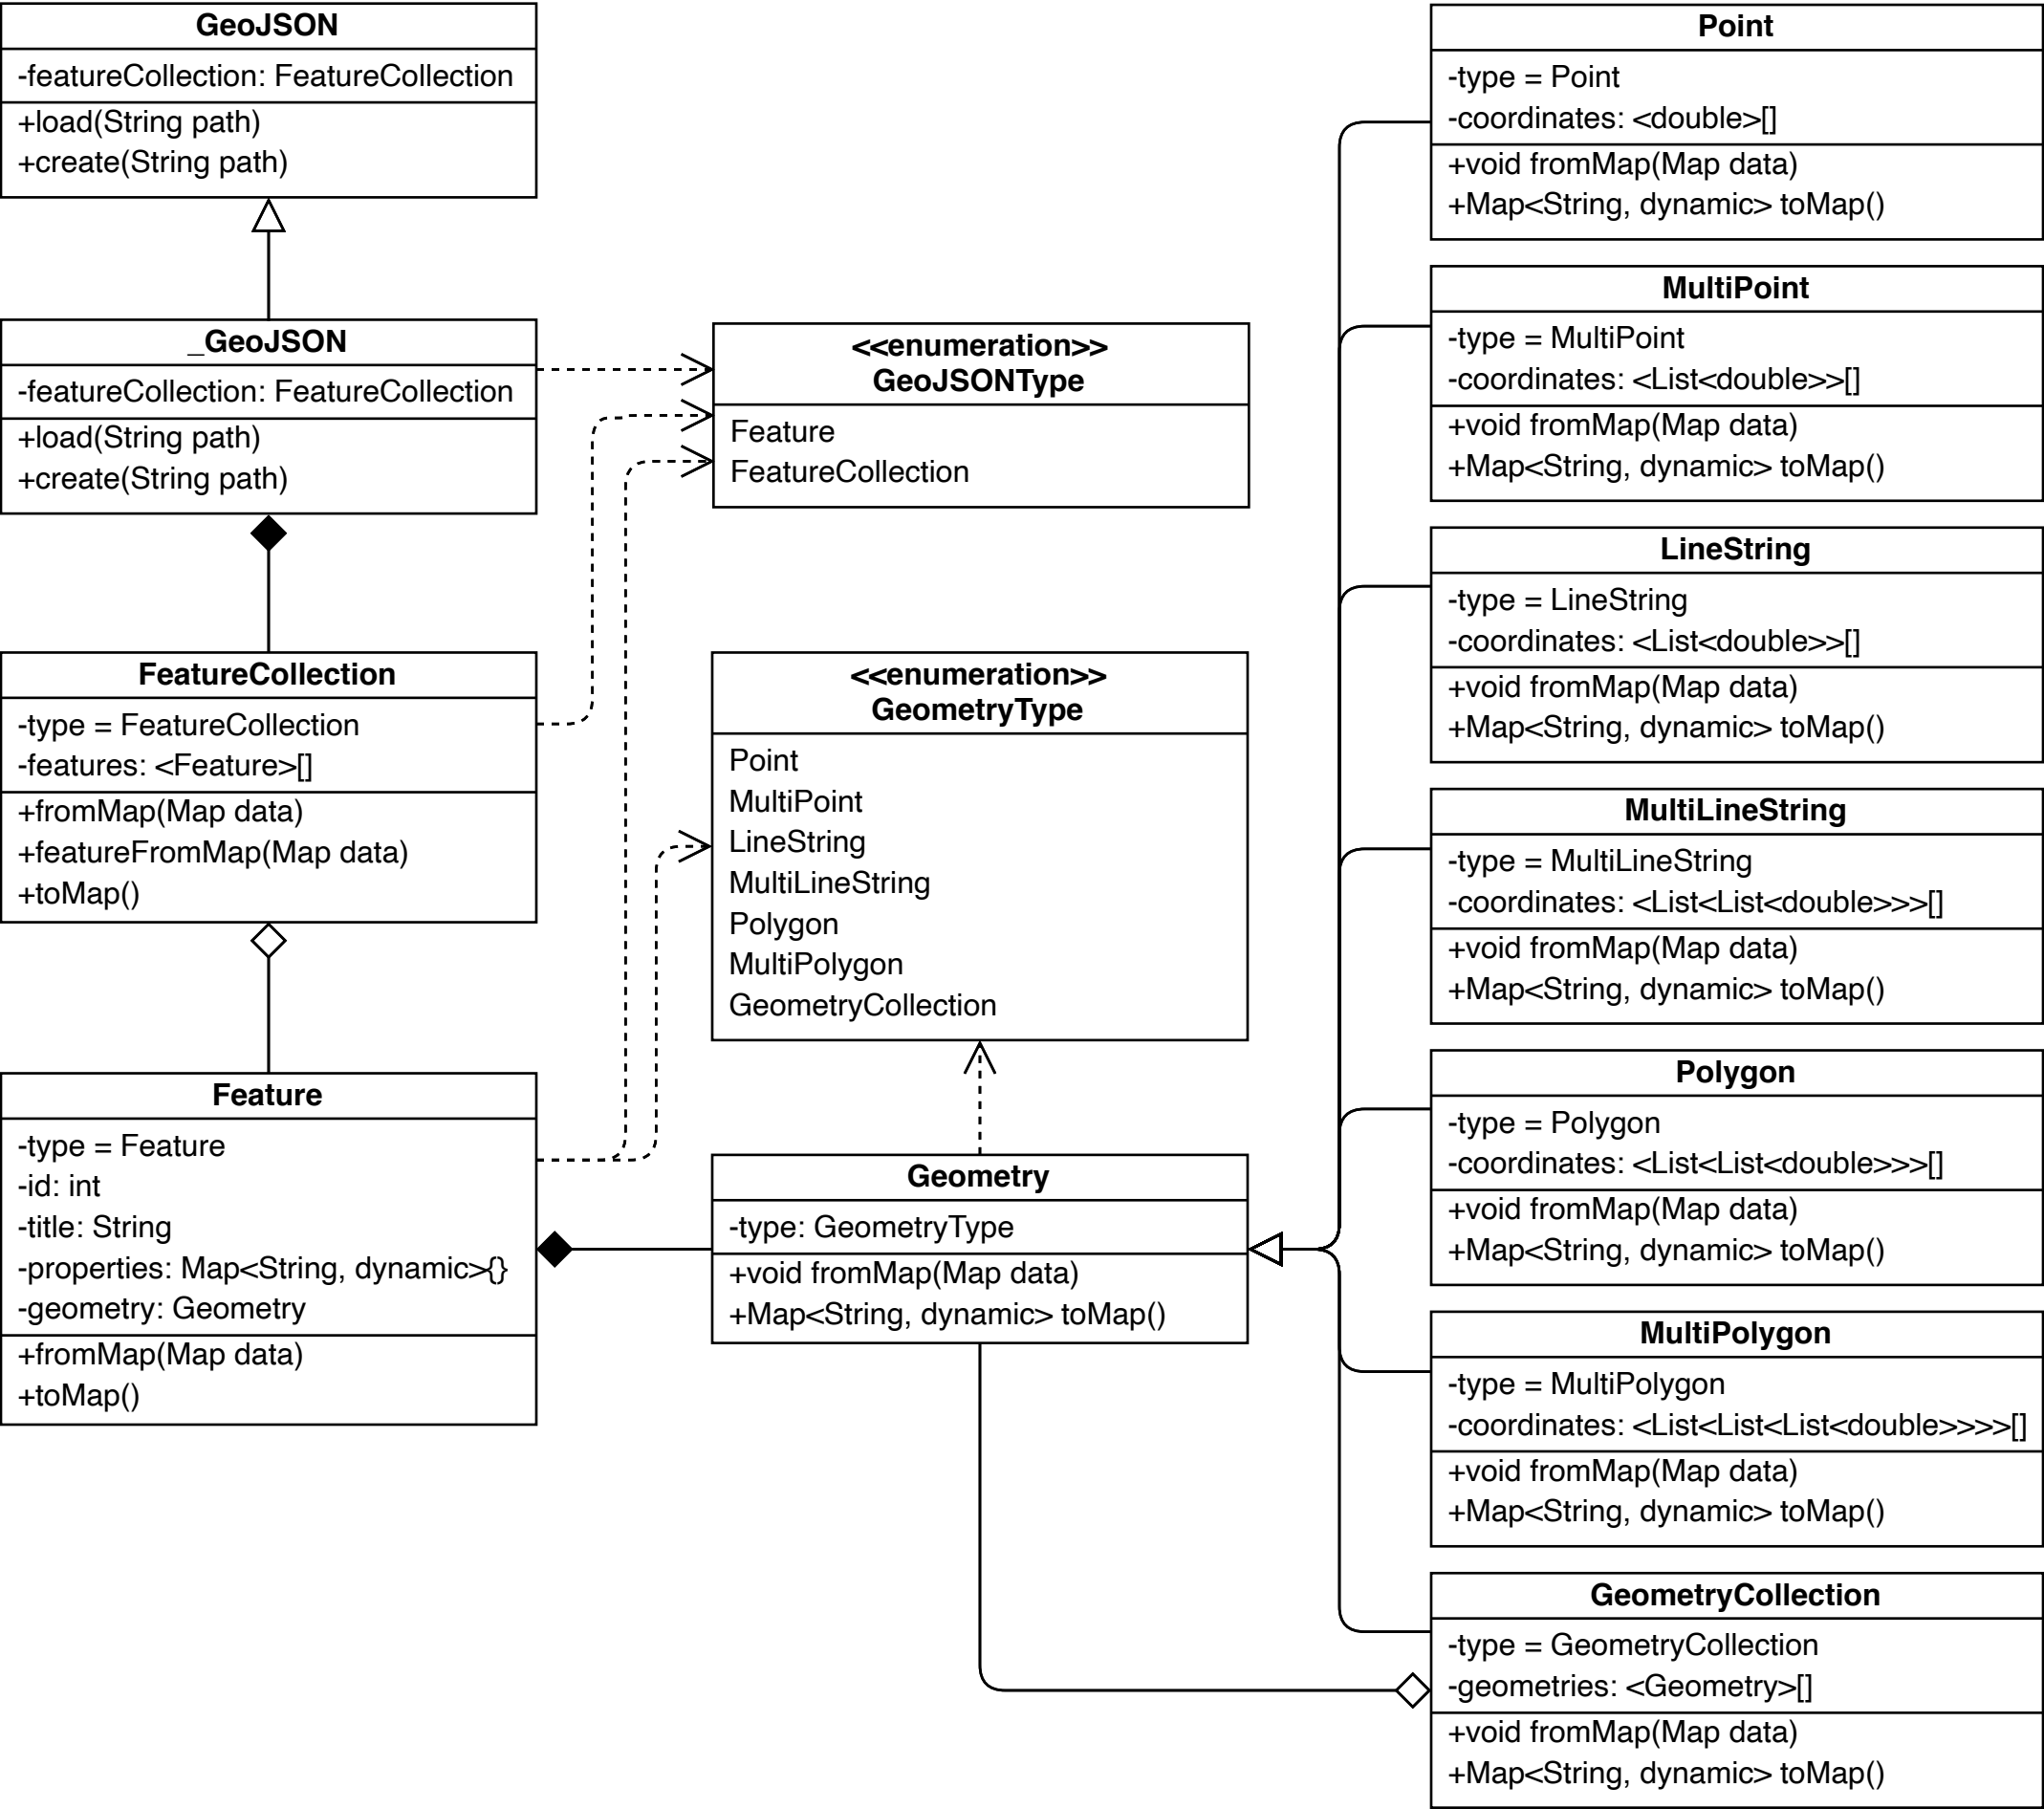 GeoJSON
-featureCollection: FeatureCollection
+load(String path)
+create(String path)
_GeoJSON
-featureCollection: FeatureCollection
+load(String path)
+create(String path)
FeatureCollection
-type = FeatureCollection
-features: <Feature>[]
+fromMap(Map data)
+featureFromMap(Map data)
+toMap()
Feature
-type = Feature
-id: int
-title: String
-properties: Map<String, dynamic>{}
-geometry: Geometry
+fromMap(Map data)
+toMap()
<<enumeration>>
GeoJSONType
Feature
FeatureCollection
<<enumeration>>
GeometryType
Point
MultiPoint
LineString
MultiLineString
Polygon
MultiPolygon
GeometryCollection
Geometry
-type: GeometryType
+void fromMap(Map data)
+Map<String, dynamic> toMap()
Point
-type = Point
-coordinates: <double>[]
+void fromMap(Map data)
+Map<String, dynamic> toMap()
MultiPoint
-type = MultiPoint
-coordinates: <List<double>>[]
+void fromMap(Map data)
+Map<String, dynamic> toMap()
LineString
-type = LineString
-coordinates: <List<double>>[]
+void fromMap(Map data)
+Map<String, dynamic> toMap()
MultiLineString
-type = MultiLineString
-coordinates: <List<List<double>>>[]
+void fromMap(Map data)
+Map<String, dynamic> toMap()
Polygon
-type = Polygon
-coordinates: <List<List<double>>>[]
+void fromMap(Map data)
+Map<String, dynamic> toMap()
MultiPolygon
-type = MultiPolygon
-coordinates: <List<List<List<double>>>>[]
+void fromMap(Map data)
+Map<String, dynamic> toMap()
GeometryCollection
-type = GeometryCollection
-geometries: <Geometry>[]
+void fromMap(Map data)
+Map<String, dynamic> toMap()